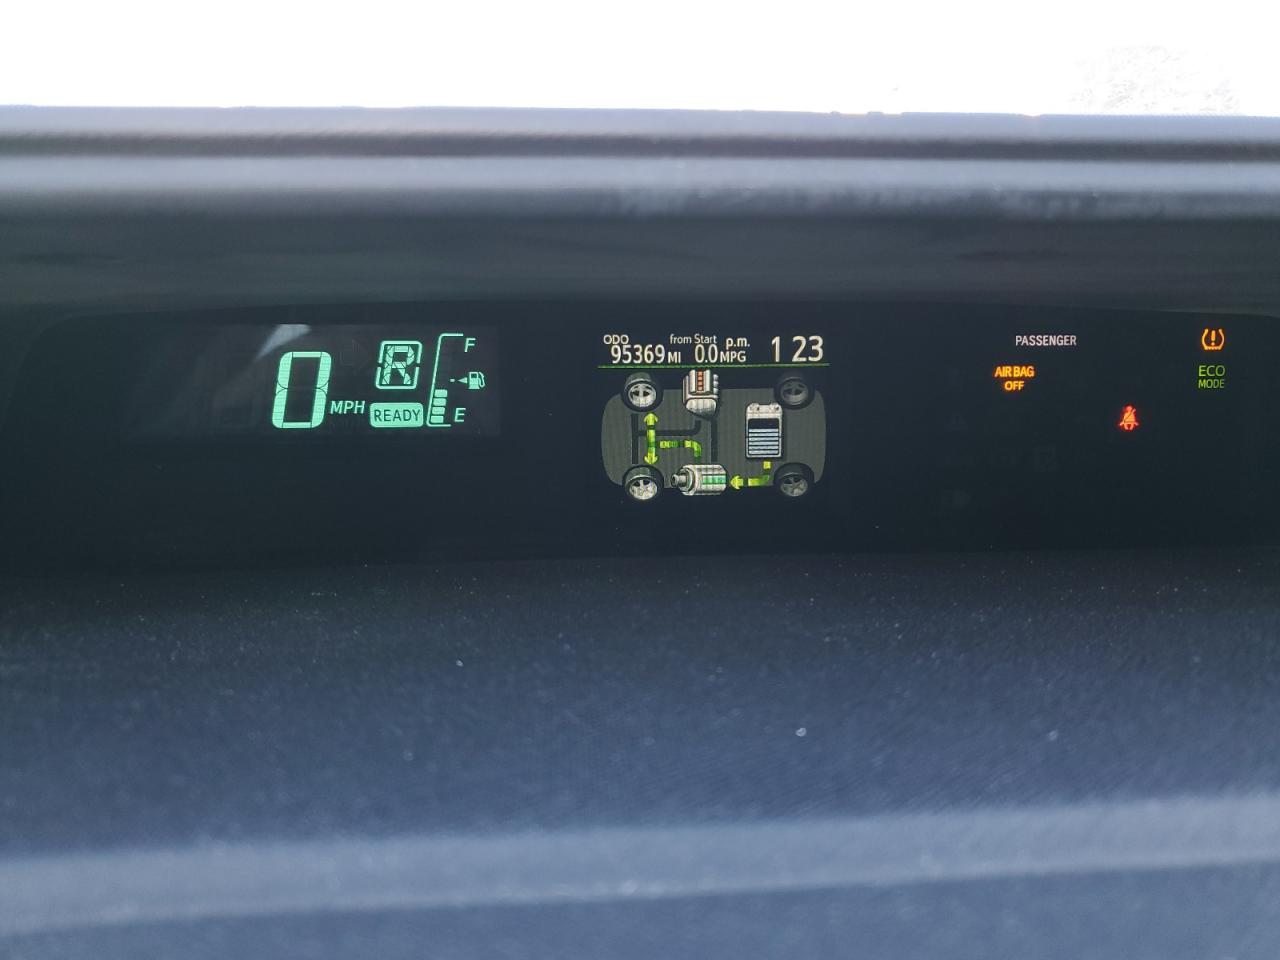 0 MPH
R
READY
F
E
ODO from Start p.m.
95369 MI 0.0 MPG 1 23
PASSENGER
AIR BAG
OFF
ECO
MODE